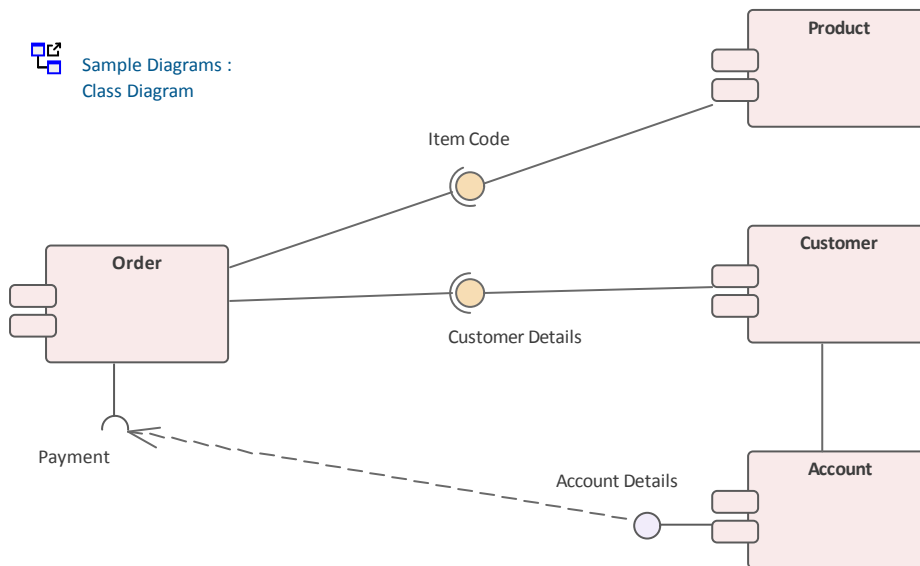 Product
Sample Diagrams :
Class Diagram
Item Code
Customer
Order
Customer Details
Payment
Account
Account Details